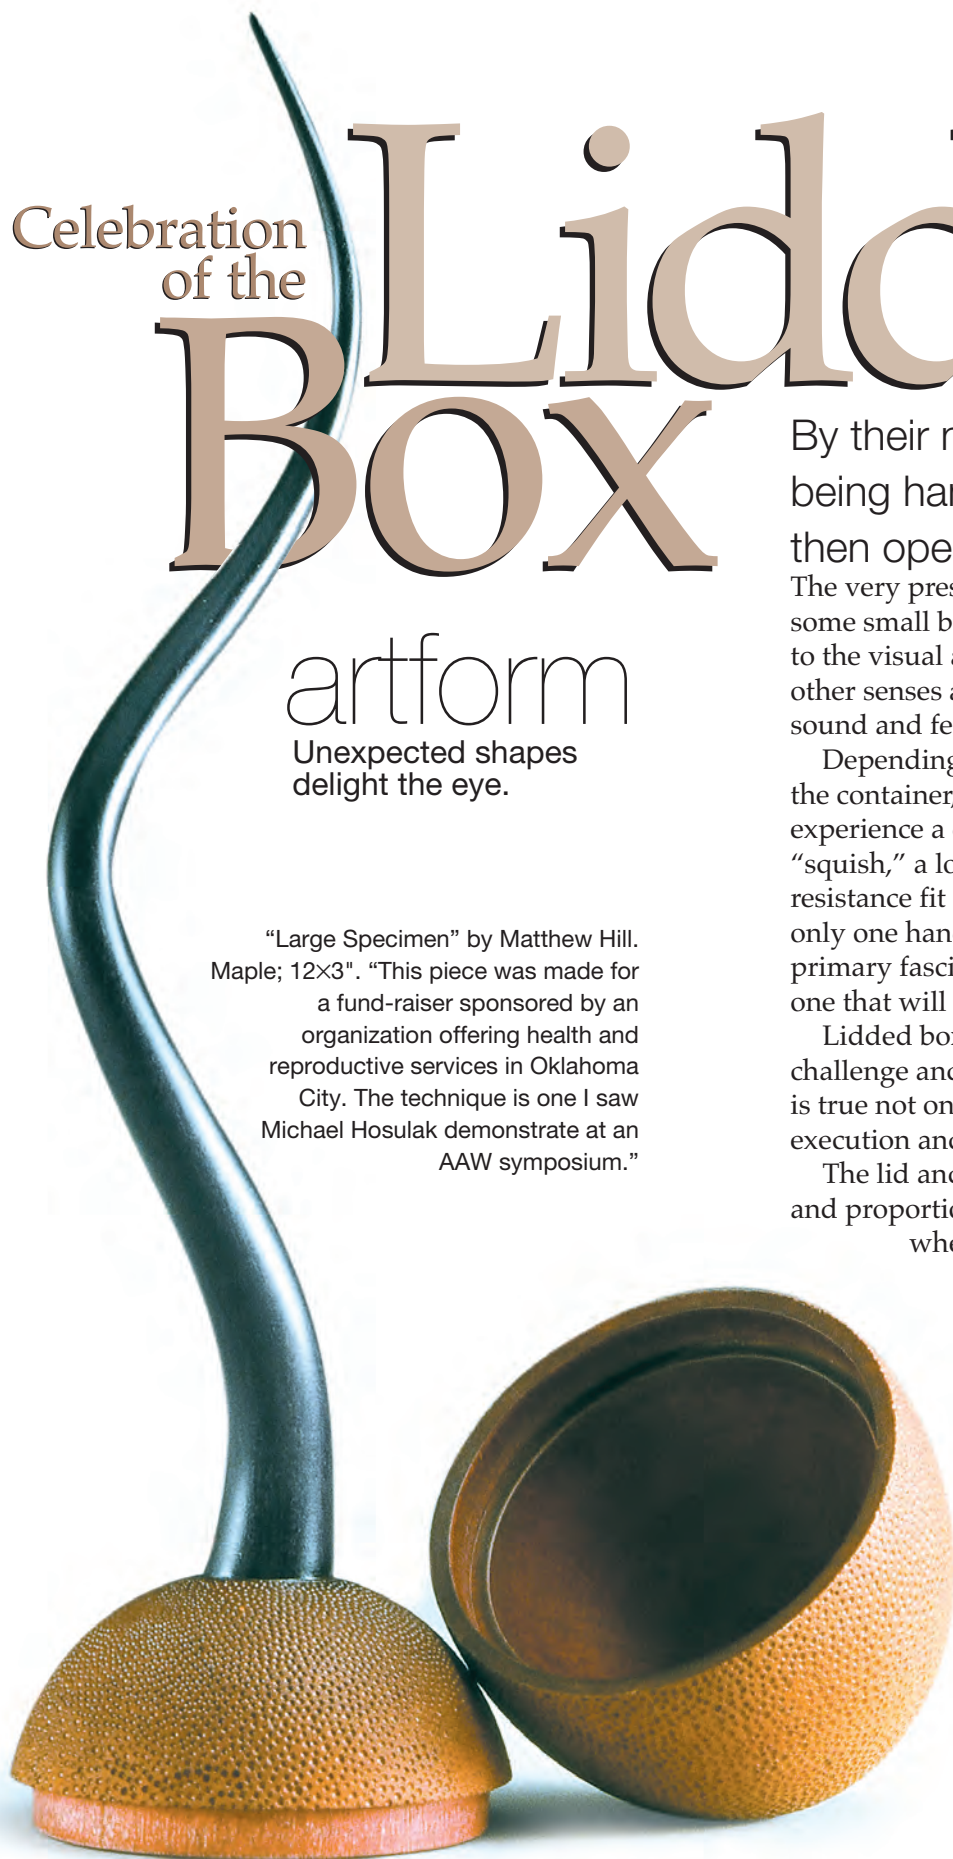 Celebration
of the
Lidd
Box
artform
Unexpected shapes
delight the eye.
“Large Specimen” by Matthew Hill.
Maple; 12×3". “This piece was made for
a fund-raiser sponsored by an
organization offering health and
reproductive services in Oklahoma
City. The technique is one I saw
Michael Hosulak demonstrate at an
AAW symposium.”
By their
being
then
The very
some small
to the visual
other senses
sound and
Depending
the container,
experience a
“squish,” a
resistance fit
only one
primary
one that will
Lidded
challenge
is true not
execution
The lid
and